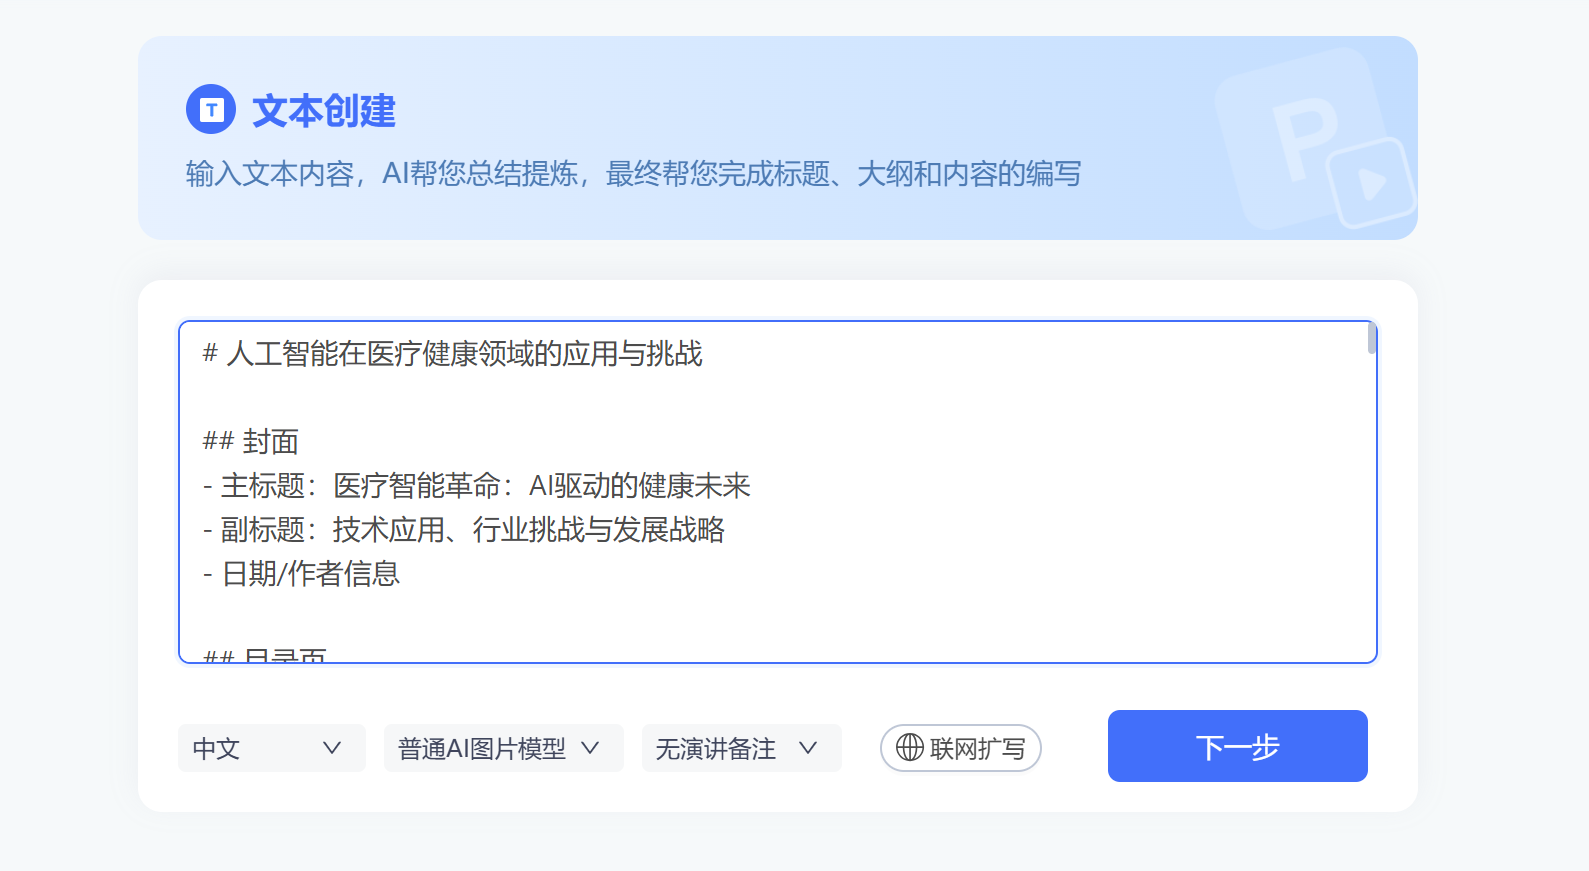 文本创建
输入文本内容，AI帮您总结提炼，最终帮您完成标题、大纲和内容的编写
# 人工智能在医疗健康领域的应用与挑战
## 封面
- 主标题：医疗智能革命：AI驱动的健康未来
- 副标题：技术应用、行业挑战与发展战略
- 日期/作者信息
## 目录页
中文
普通AI图片模型
无演讲备注
联网扩写
下一步